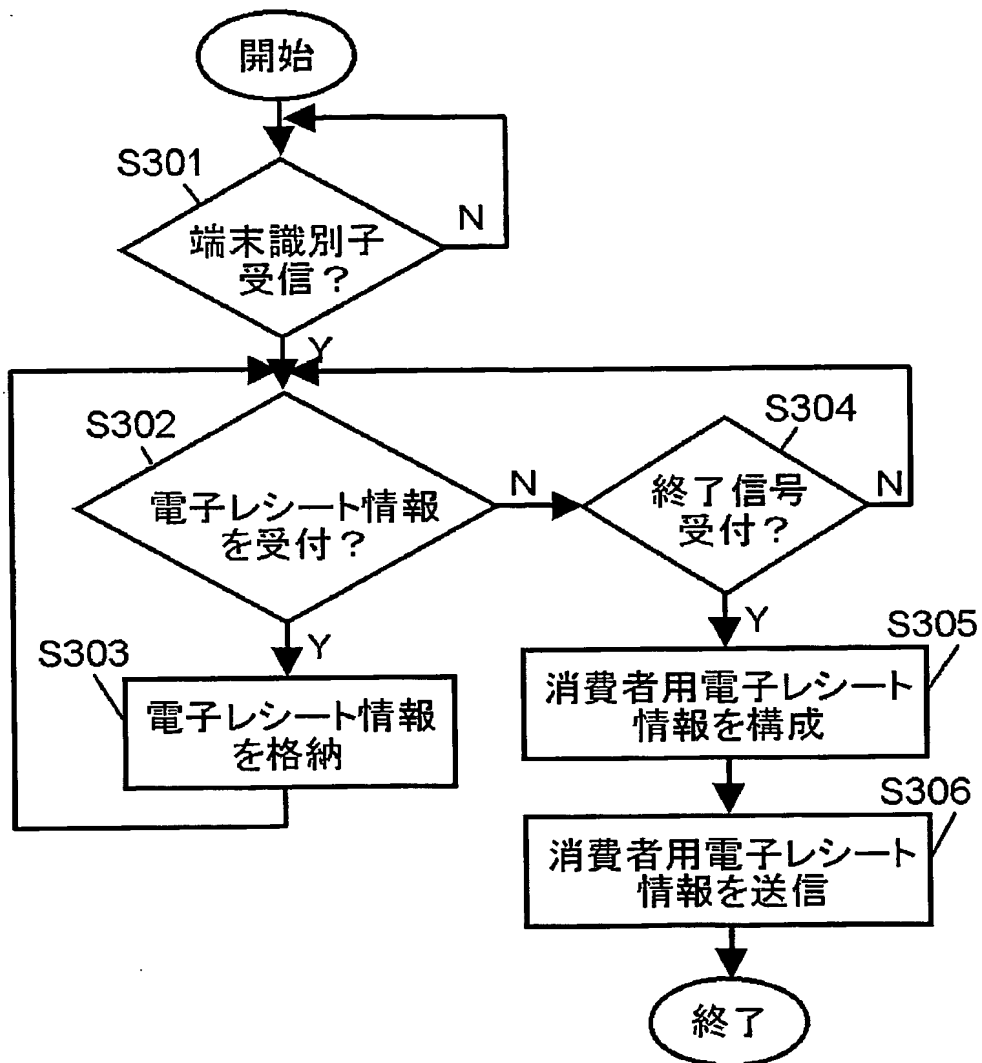 開始
S301
端末識別子
受信?
N
Y
S302
電子レシート情報
を受付?
N
Y
S303
電子レシート情報
を格納
S304
終了信号
受付?
N
Y
S305
消費者用電子レシート
情報を構成
S306
消費者用電子レシート
情報を送信
終了